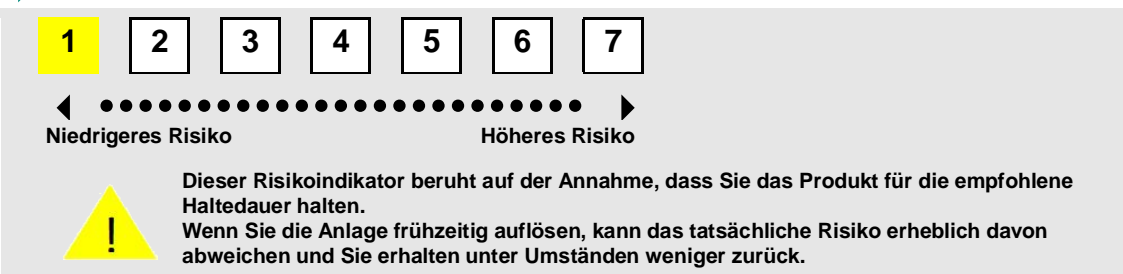 1 2 3 4 5 6 7
Niedrigeres Risiko Höheres Risiko
Dieser Risikoindikator beruht auf der Annahme, dass Sie das Produkt für die empfohlene
Haltedauer halten.
Wenn Sie die Anlage frühzeitig auflösen, kann das tatsächliche Risiko erheblich davon
abweichen und Sie erhalten unter Umständen weniger zurück.
!